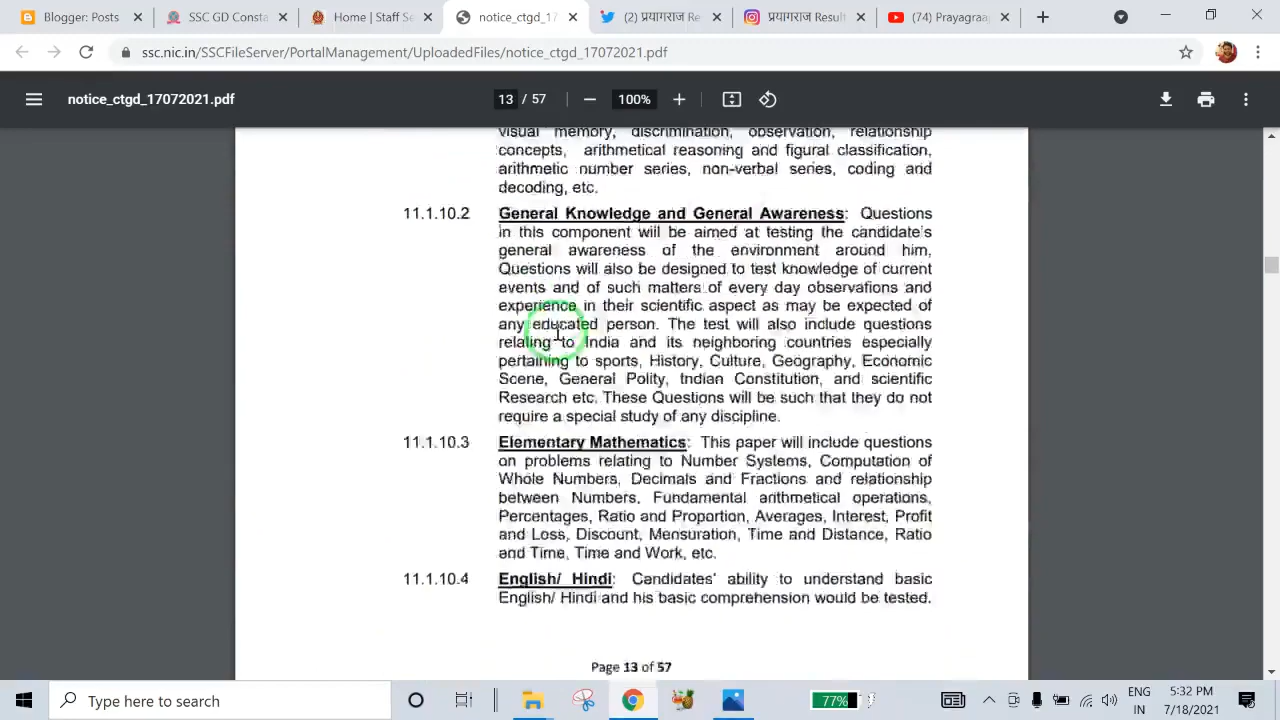 Blogger: Posts
SSC GD Consta
Home | Staff Se
notice_ctgd_17
(2) प्रयागराज Re
प्रयागराज Result
(74) Prayagraj
ssc.nic.in/SSCFileServer/PortalManagement/UploadedFiles/notice_ctgd_17072021.pdf
notice_ctgd_17072021.pdf
13 / 57
100%
visual memory, discrimination, observation, relationship
concepts, arithmetical reasoning and figural classification,
arithmetic number series, non-verbal series, coding and
decoding, etc.
11.1.10.2 General Knowledge and General Awareness: Questions
in this component will be aimed at testing the candidate's
general awareness of the environment around him,
Questions will also be designed to test knowledge of current
events and of such matters of every day observations and
experience in their scientific aspect as may be expected of
any educated person. The test will also include questions
relating to India and its neighboring countries especially
pertaining to sports, History, Culture, Geography, Economic
Scene, General Polity, Indian Constitution, and scientific
Research etc. These Questions will be such that they do not
require a special study of any discipline.
11.1.10.3 Elementary Mathematics: This paper will include questions
on problems relating to Number Systems, Computation of
Whole Numbers, Decimals and Fractions and relationship
between Numbers, Fundamental arithmetical operations,
Percentages, Ratio and Proportion, Averages, Interest, Profit
and Loss, Discount, Mensuration, Time and Distance, Ratio
and Time, Time and Work, etc.
11.1.10.4 English/ Hindi: Candidates' ability to understand basic
English/ Hindi and his basic comprehension would be tested.
Page 13 of 57
Type here to search
77%
ENG
IN
5:32 PM
7/18/2021